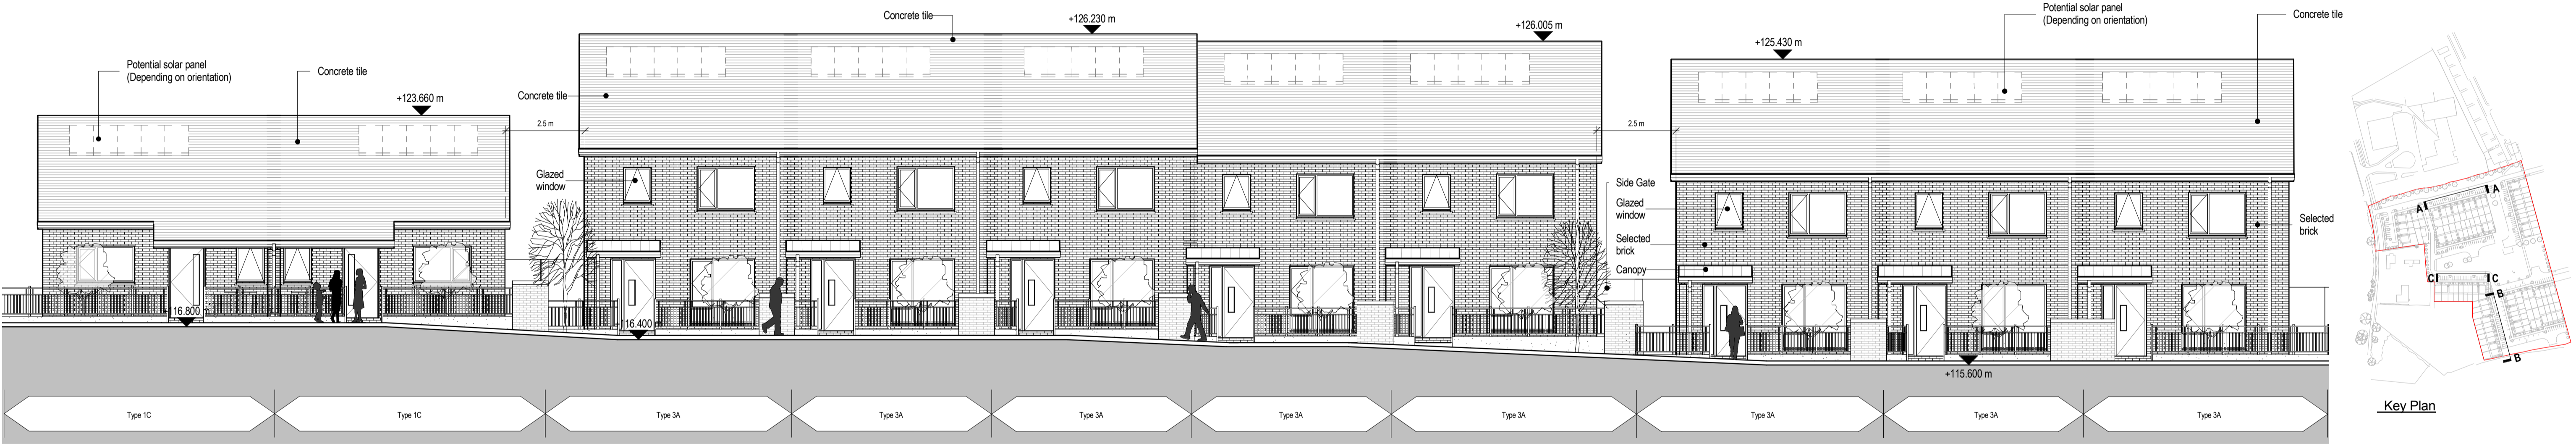 Potential solar panel
(Depending on orientation)
Concrete tile
+123.660 m
2.5 m
Concrete tile
Concrete tile
+126.230 m
+126.005 m
Glazed
window
2.5 m
+125.430 m
Potential solar panel
(Depending on orientation)
Concrete tile
Side Gate
Glazed
window
Selected
brick
Canopy
Selected
brick
+116.800 m
+116.400 m
+115.600 m
Type 1C
Type 1C
Type 3A
Type 3A
Type 3A
Type 3A
Type 3A
Type 3A
Type 3A
Type 3A
A
A
C
C
B
B
Key Plan